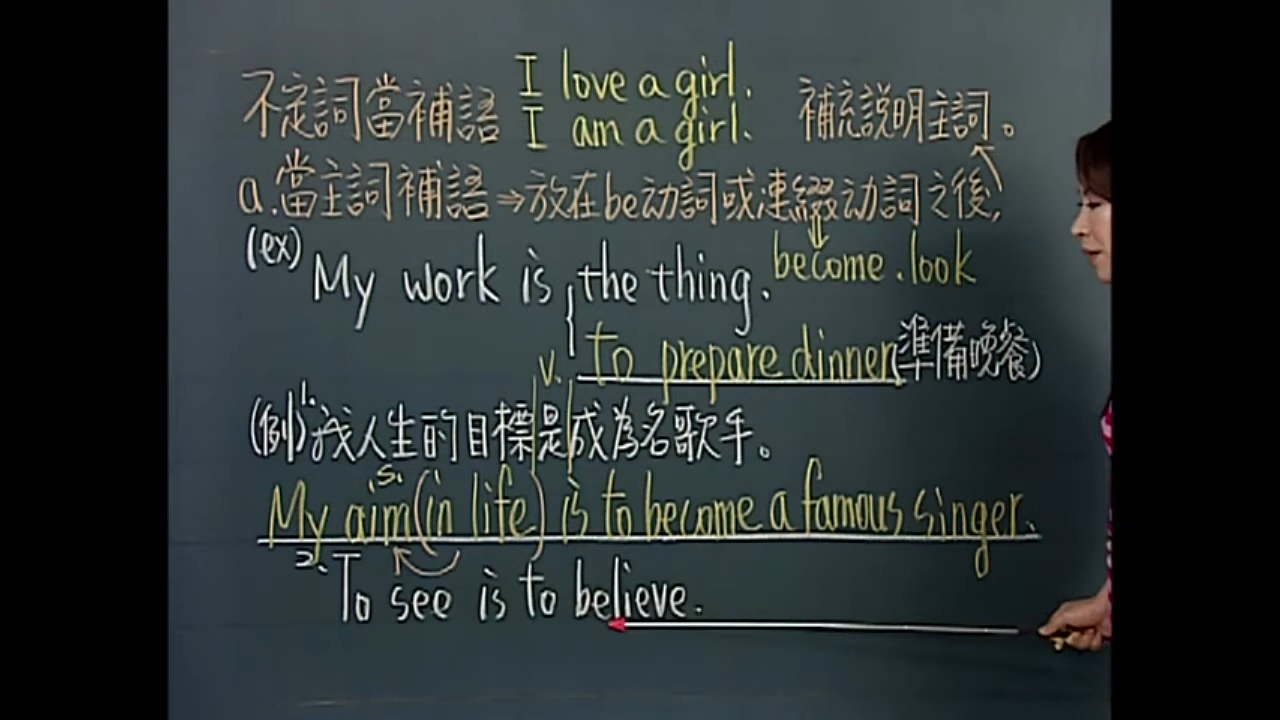 不定詞當補語 I love a girl. 補充說明主詞。
I am a girl.
a.當主詞補語⇒放在be动詞或連綴动詞之後,
become.look
(ex) My work is the thing.
to prepare dinner(準備晚餐)
v.
(例)1.我人生的目標是成為名歌手。
s.
My aim(in life) is to become a famous singer.
2.To see is to believe.